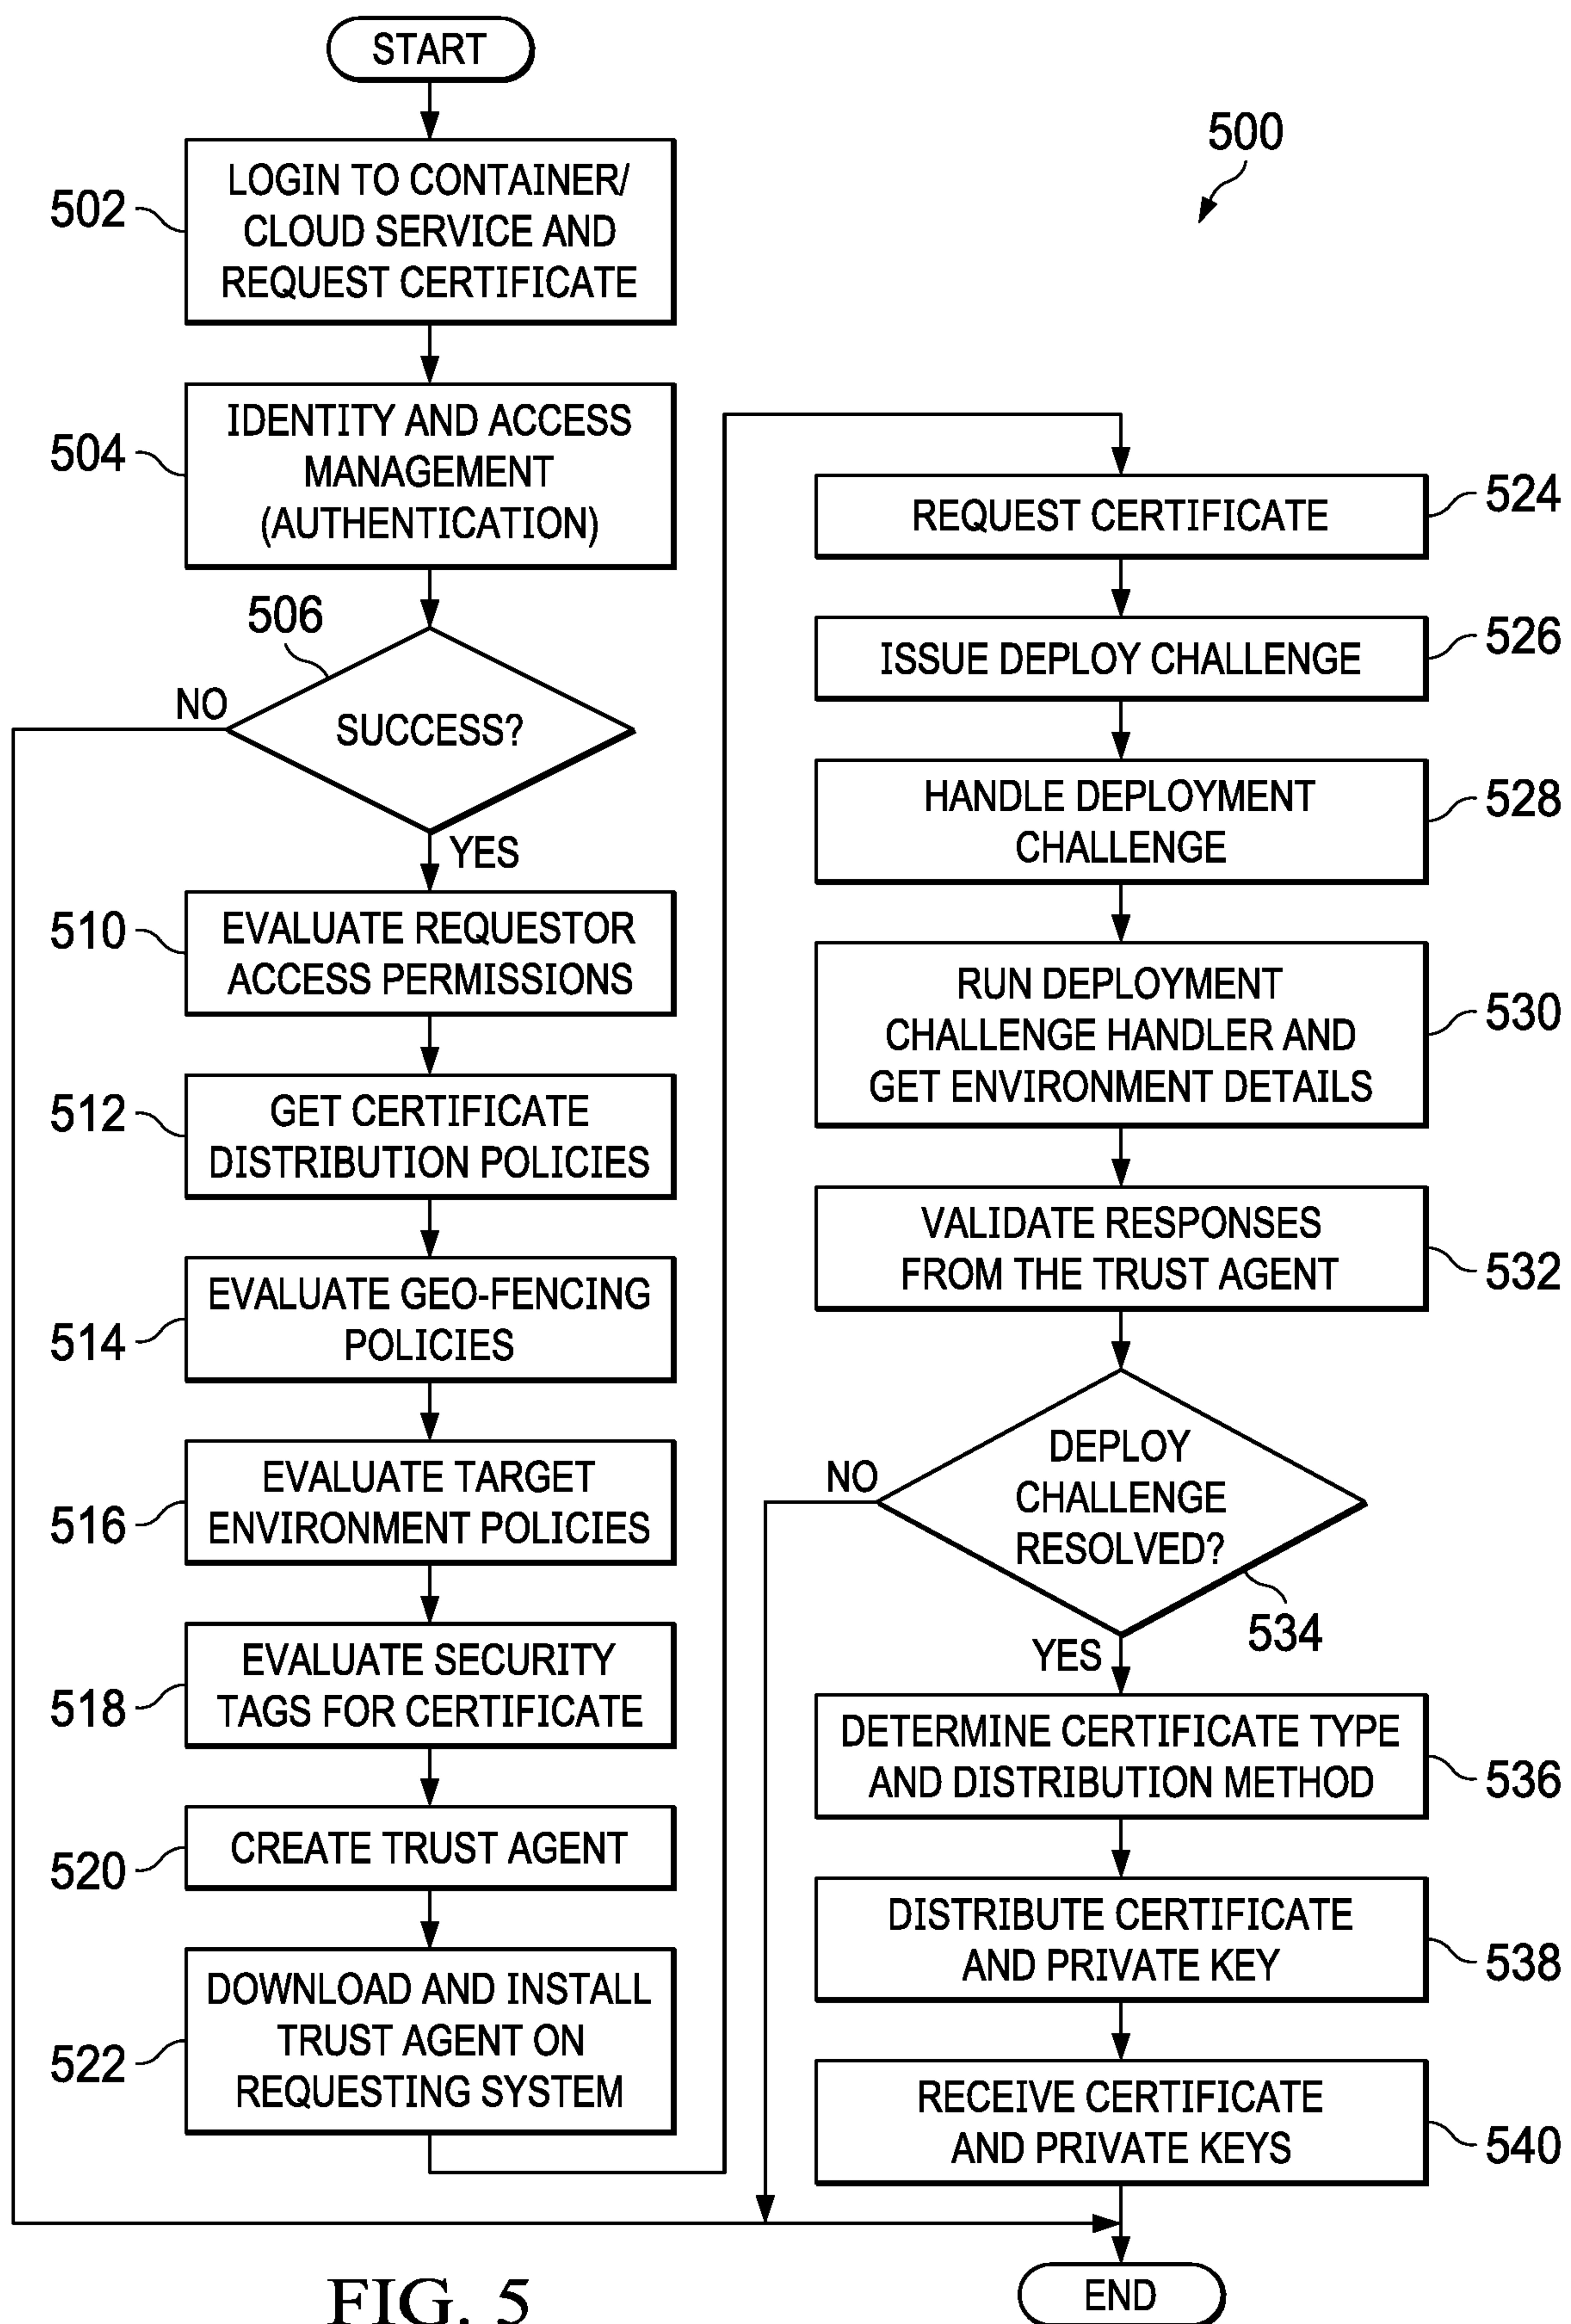 START
500
502
LOGIN TO CONTAINER/
CLOUD SERVICE AND
REQUEST CERTIFICATE
504
IDENTITY AND ACCESS
MANAGEMENT
(AUTHENTICATION)
506
NO
SUCCESS?
YES
510
EVALUATE REQUESTOR
ACCESS PERMISSIONS
512
GET CERTIFICATE
DISTRIBUTION POLICIES
514
EVALUATE GEO-FENCING
POLICIES
516
EVALUATE TARGET
ENVIRONMENT POLICIES
518
EVALUATE SECURITY
TAGS FOR CERTIFICATE
520
CREATE TRUST AGENT
522
DOWNLOAD AND INSTALL
TRUST AGENT ON
REQUESTING SYSTEM
REQUEST CERTIFICATE
524
ISSUE DEPLOY CHALLENGE
526
HANDLE DEPLOYMENT
CHALLENGE
528
RUN DEPLOYMENT
CHALLENGE HANDLER AND
GET ENVIRONMENT DETAILS
530
VALIDATE RESPONSES
FROM THE TRUST AGENT
532
NO
DEPLOY
CHALLENGE
RESOLVED?
534
YES
DETERMINE CERTIFICATE TYPE
AND DISTRIBUTION METHOD
536
DISTRIBUTE CERTIFICATE
AND PRIVATE KEY
538
RECEIVE CERTIFICATE
AND PRIVATE KEYS
540
END
FIG. 5